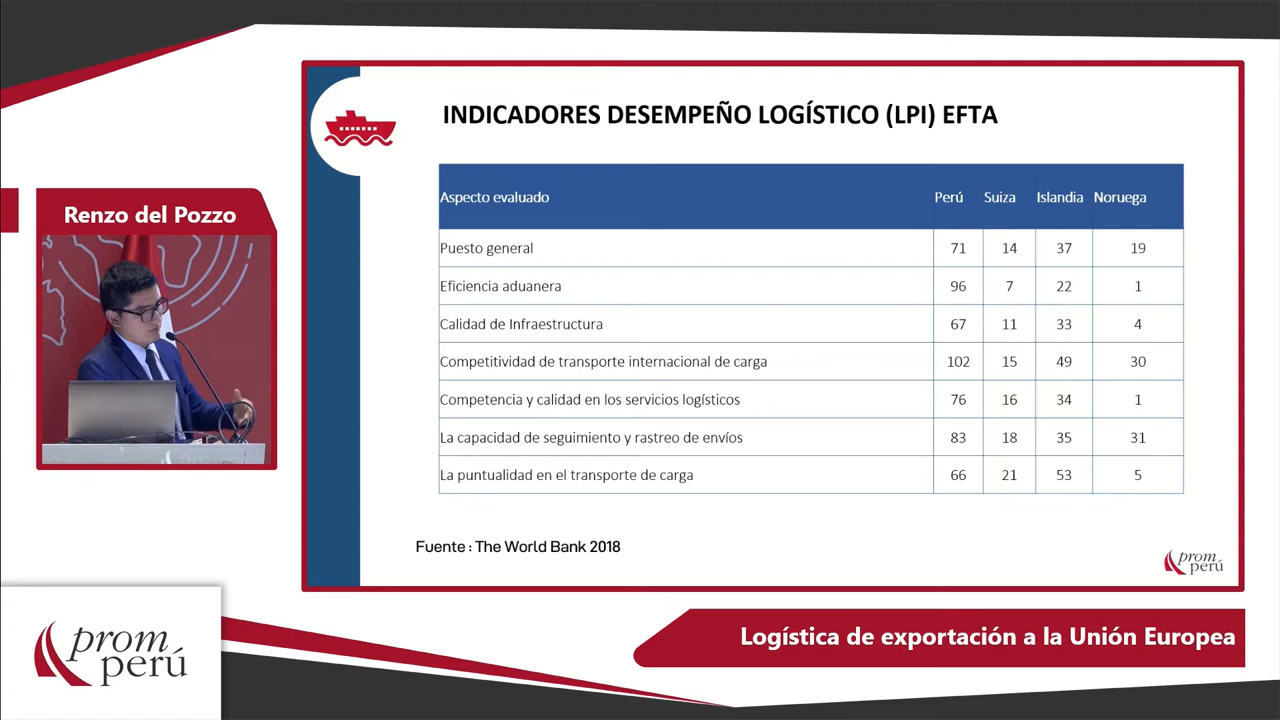 INDICADORES DESEMPEÑO LOGÍSTICO (LPI) EFTA
Aspecto evaluado Perú Suiza Islandia Noruega
Puesto general 71 14 37 19
Eficiencia aduanera 96 7 22 1
Calidad de Infraestructura 67 11 33 4
Competitividad de transporte internacional de carga 102 15 49 30
Competencia y calidad en los servicios logísticos 76 16 34 1
La capacidad de seguimiento y rastreo de envíos 83 18 35 31
La puntualidad en el transporte de carga 66 21 53 5
Fuente : The World Bank 2018
prom
perú
Renzo del Pozzo
prom
perú
Logística de exportación a la Unión Europea